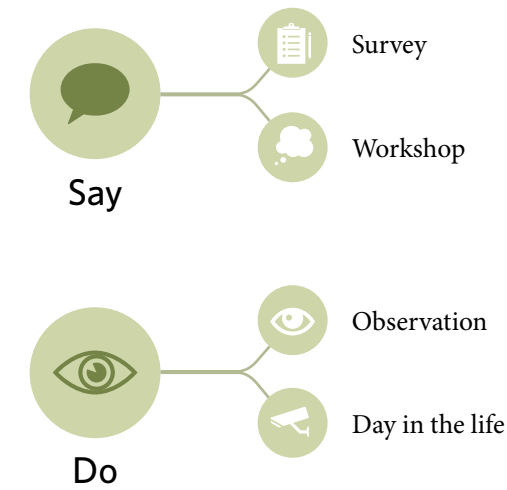 Survey
Workshop
Say
Observation
Day in the life
Do